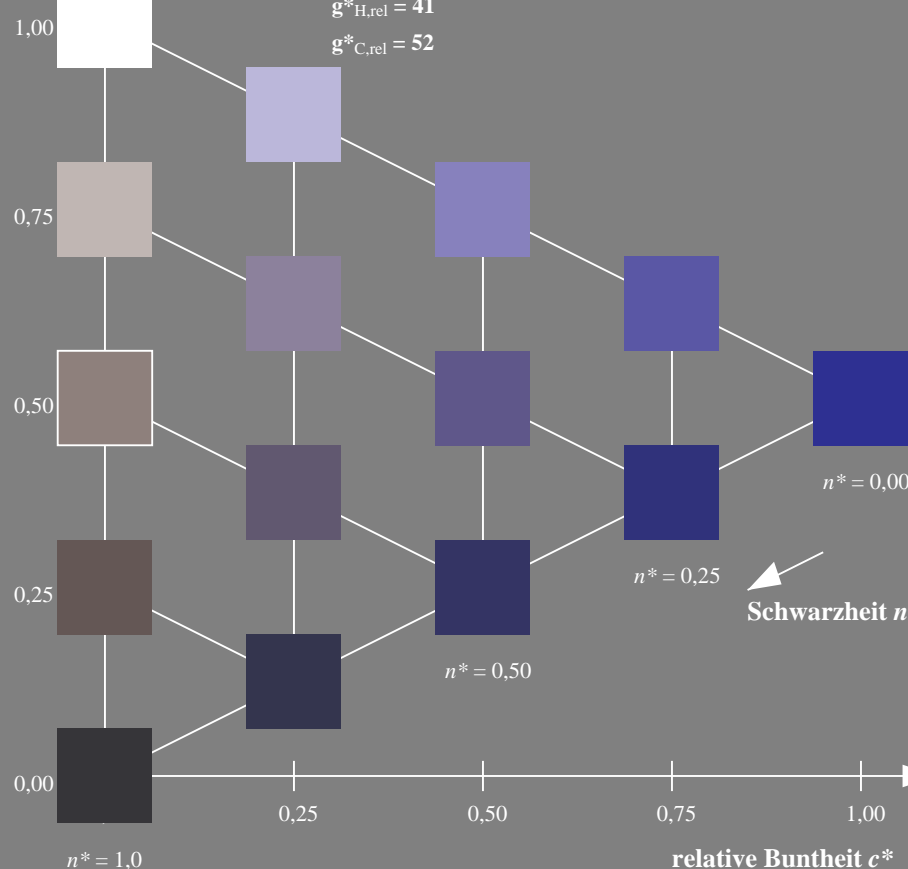 g*H,rel = 41
1,00
g*C,rel = 52
0,75
0,50
n* = 0,00
n* = 0,25
0,25
Schwarzheit n
n* = 0,50
0,00
0,25
0,50
0,75
1,00
n* = 1,0
relative Buntheit c*